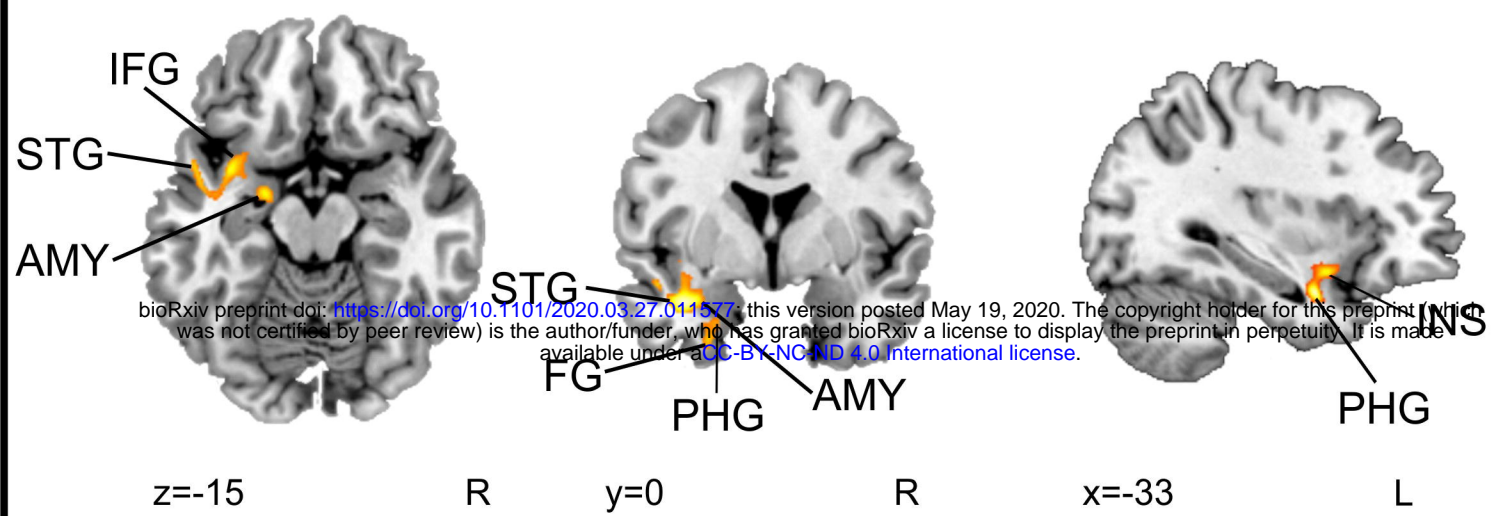 IFG
STG
AMY
STG
INS
bioRxiv preprint doi: https://doi.org/10.1101/2020.03.27.011577; this version posted May 19, 2020. The copyright holder for this preprint (which
was not certified by peer review) is the author/funder, who has granted bioRxiv a license to display the preprint in perpetuity. It is made
available under aCC-BY-NC-ND 4.0 International license.
FG
PHG
AMY
PHG
z=-15
R
y=0
R
x=-33
L